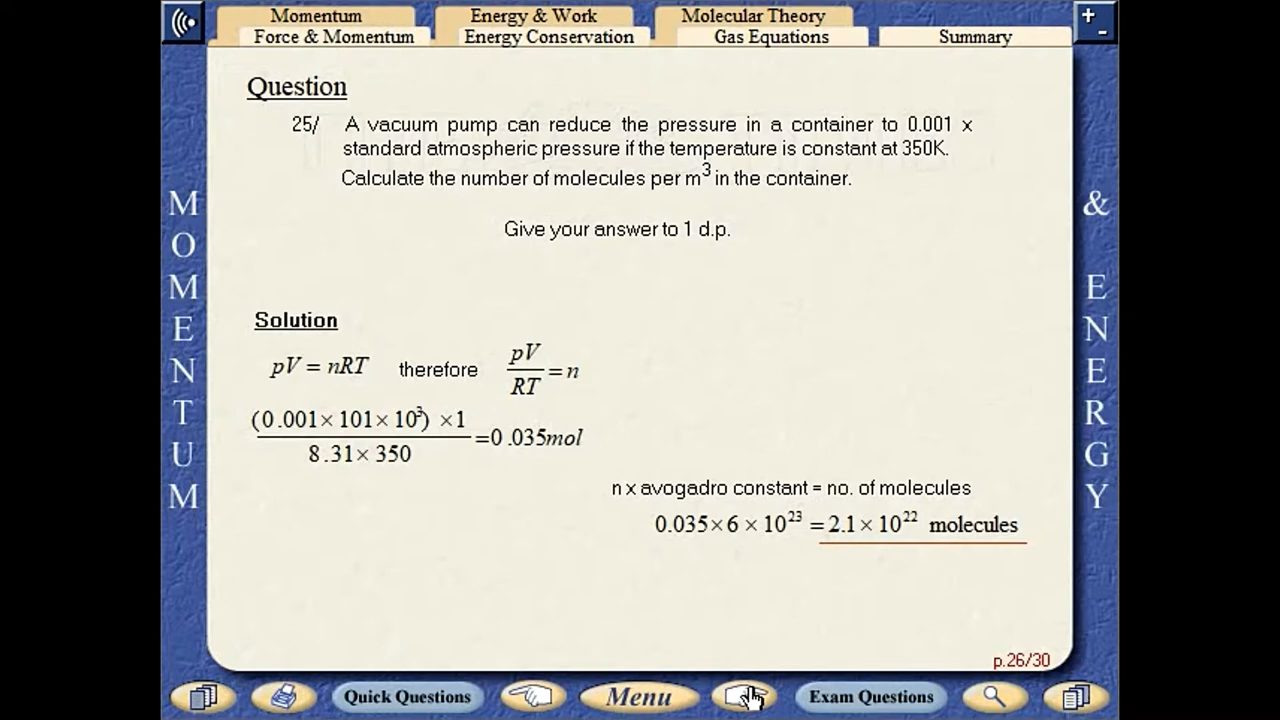 Momentum Energy & Work Molecular Theory
Force & Momentum Energy Conservation Gas Equations Summary
+ -
Question
25/ A vacuum pump can reduce the pressure in a container to 0.001 x
standard atmospheric pressure if the temperature is constant at 350K.
Calculate the number of molecules per m³ in the container.
Give your answer to 1 d.p.
MOMENTUM
& ENERGY
Solution
pV = nRT therefore pV/RT = n
(0.001 × 101 × 10³) × 1 / 8.31 × 350 = 0.035mol
n x avogadro constant = no. of molecules
0.035 × 6 × 10²³ = 2.1 × 10²² molecules
p.26/30
Quick Questions Menu Exam Questions